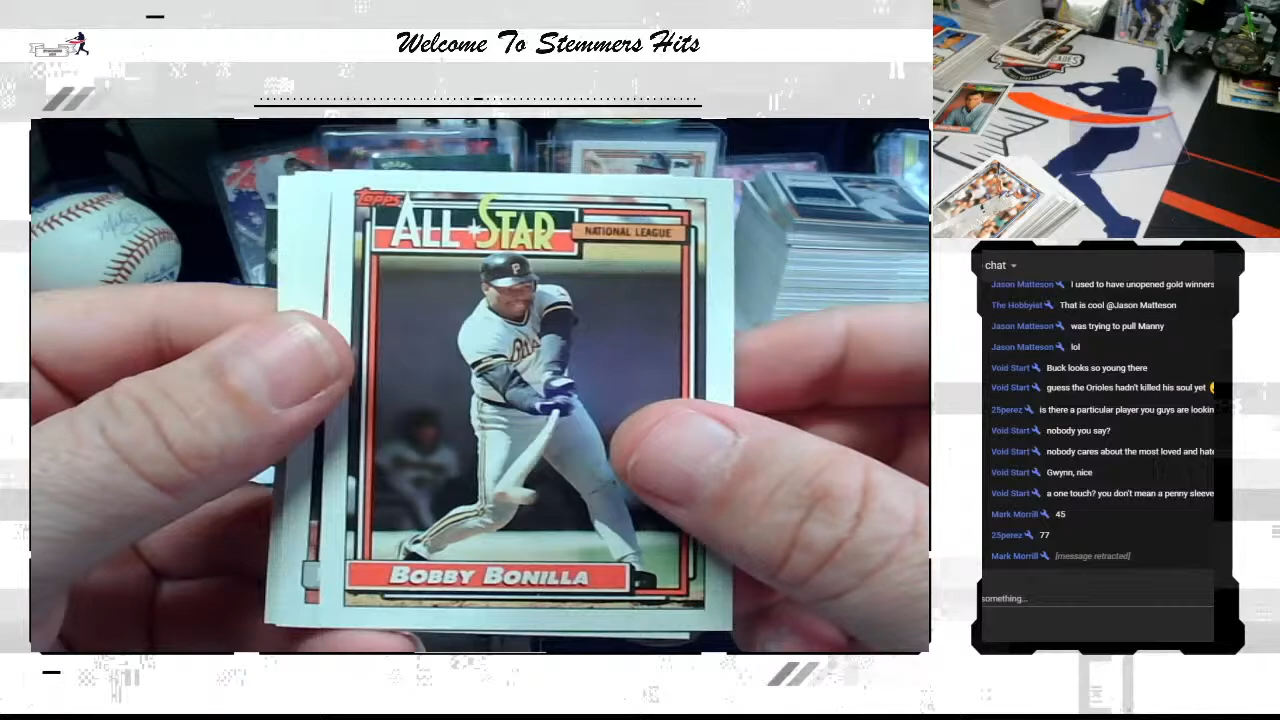 Welcome To Stemmers Hits
Topps
ALL STAR
NATIONAL LEAGUE
P
BOBBY BONILLA
chat
Jason Matteson I used to have unopened gold winners
The Hobbyist That is cool @Jason Matteson
Jason Matteson was trying to pull Manny
Jason Matteson lol
Void Start Buck looks so young there
Void Start guess the Orioles hadn't killed his soul yet
25perez is there a particular player you guys are lookin
Void Start nobody you say?
Void Start nobody cares about the most loved and hate
Void Start Gwynn, nice
Void Start a one touch? you don't mean a penny sleeve
Mark Morrill 45
25perez 77
Mark Morrill [message retracted]
something...